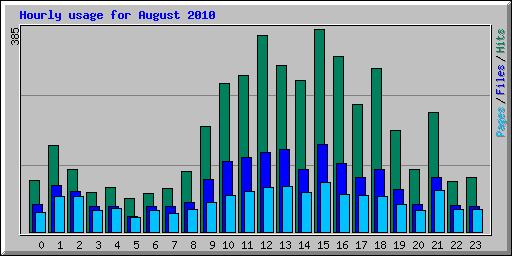 Hourly usage for August 2010
385
Pages/Files/Hits
0 1 2 3 4 5 6 7 8 9 10 11 12 13 14 15 16 17 18 19 20 21 22 23